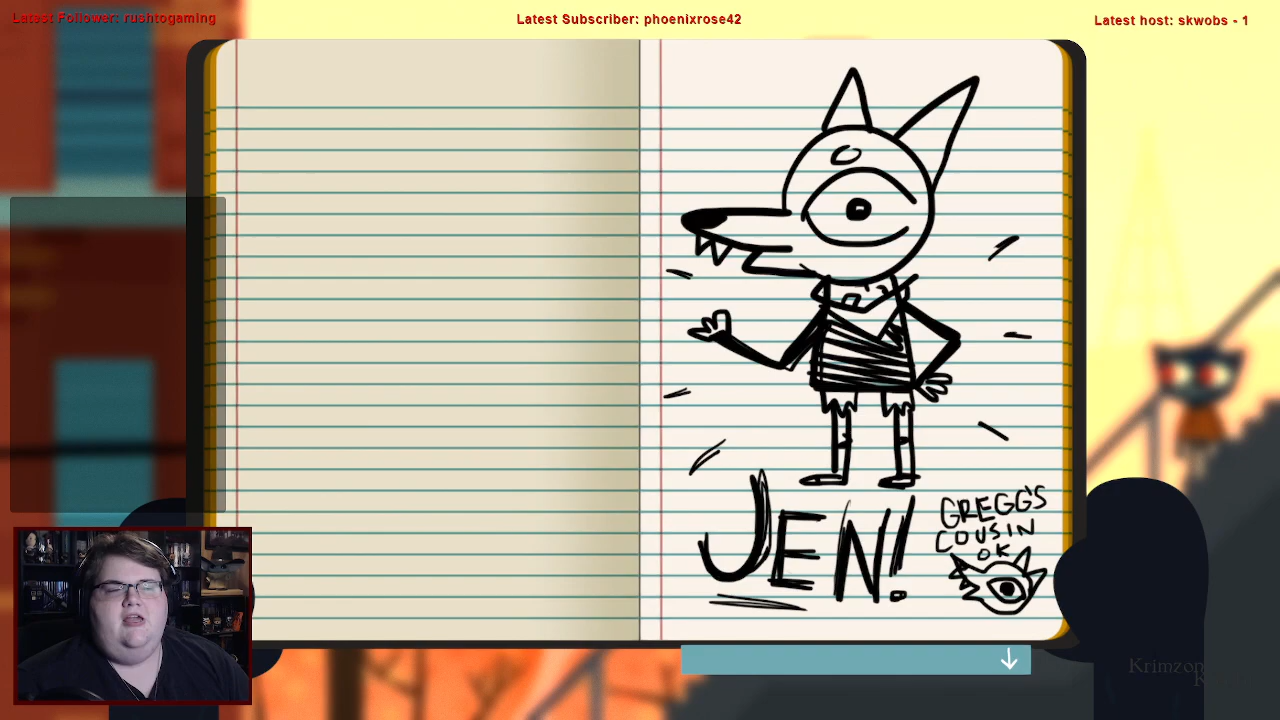 Latest Follower: rushtogaming
Latest Subscriber: phoenixrose42
Latest host: skwobs - 1
JEN!
GREGG'S
COUSIN
OK